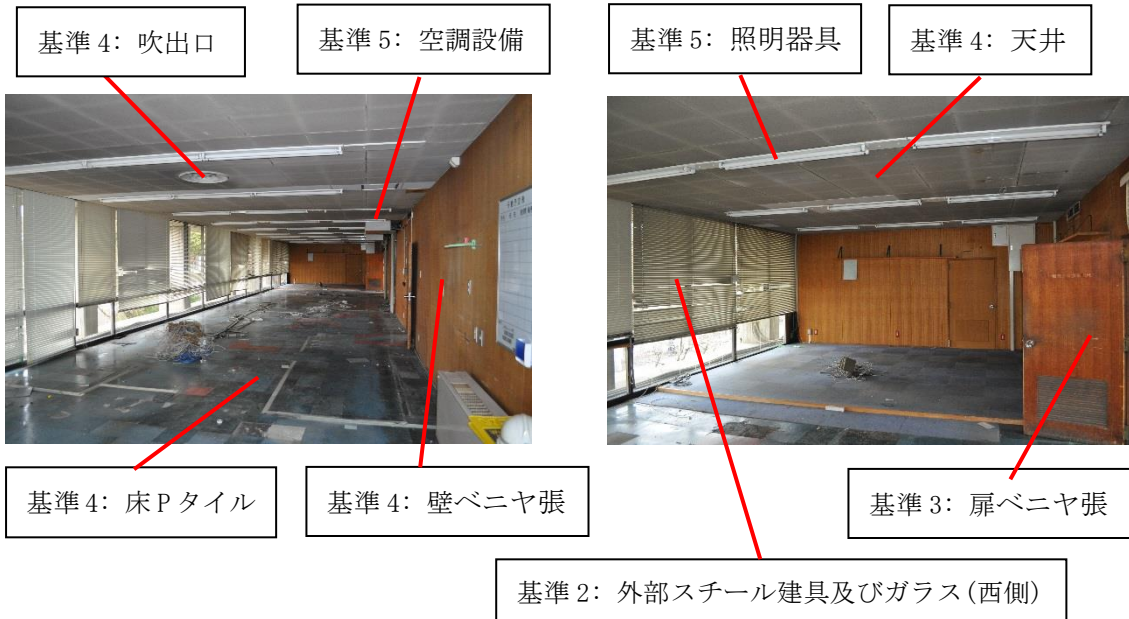 基準4: 吹出口
基準5: 空調設備
基準5: 照明器具
基準4: 天井
基準4: 床Pタイル
基準4: 壁ベニヤ張
基準3: 扉ベニヤ張
基準2: 外部スチール建具及びガラス(西側)